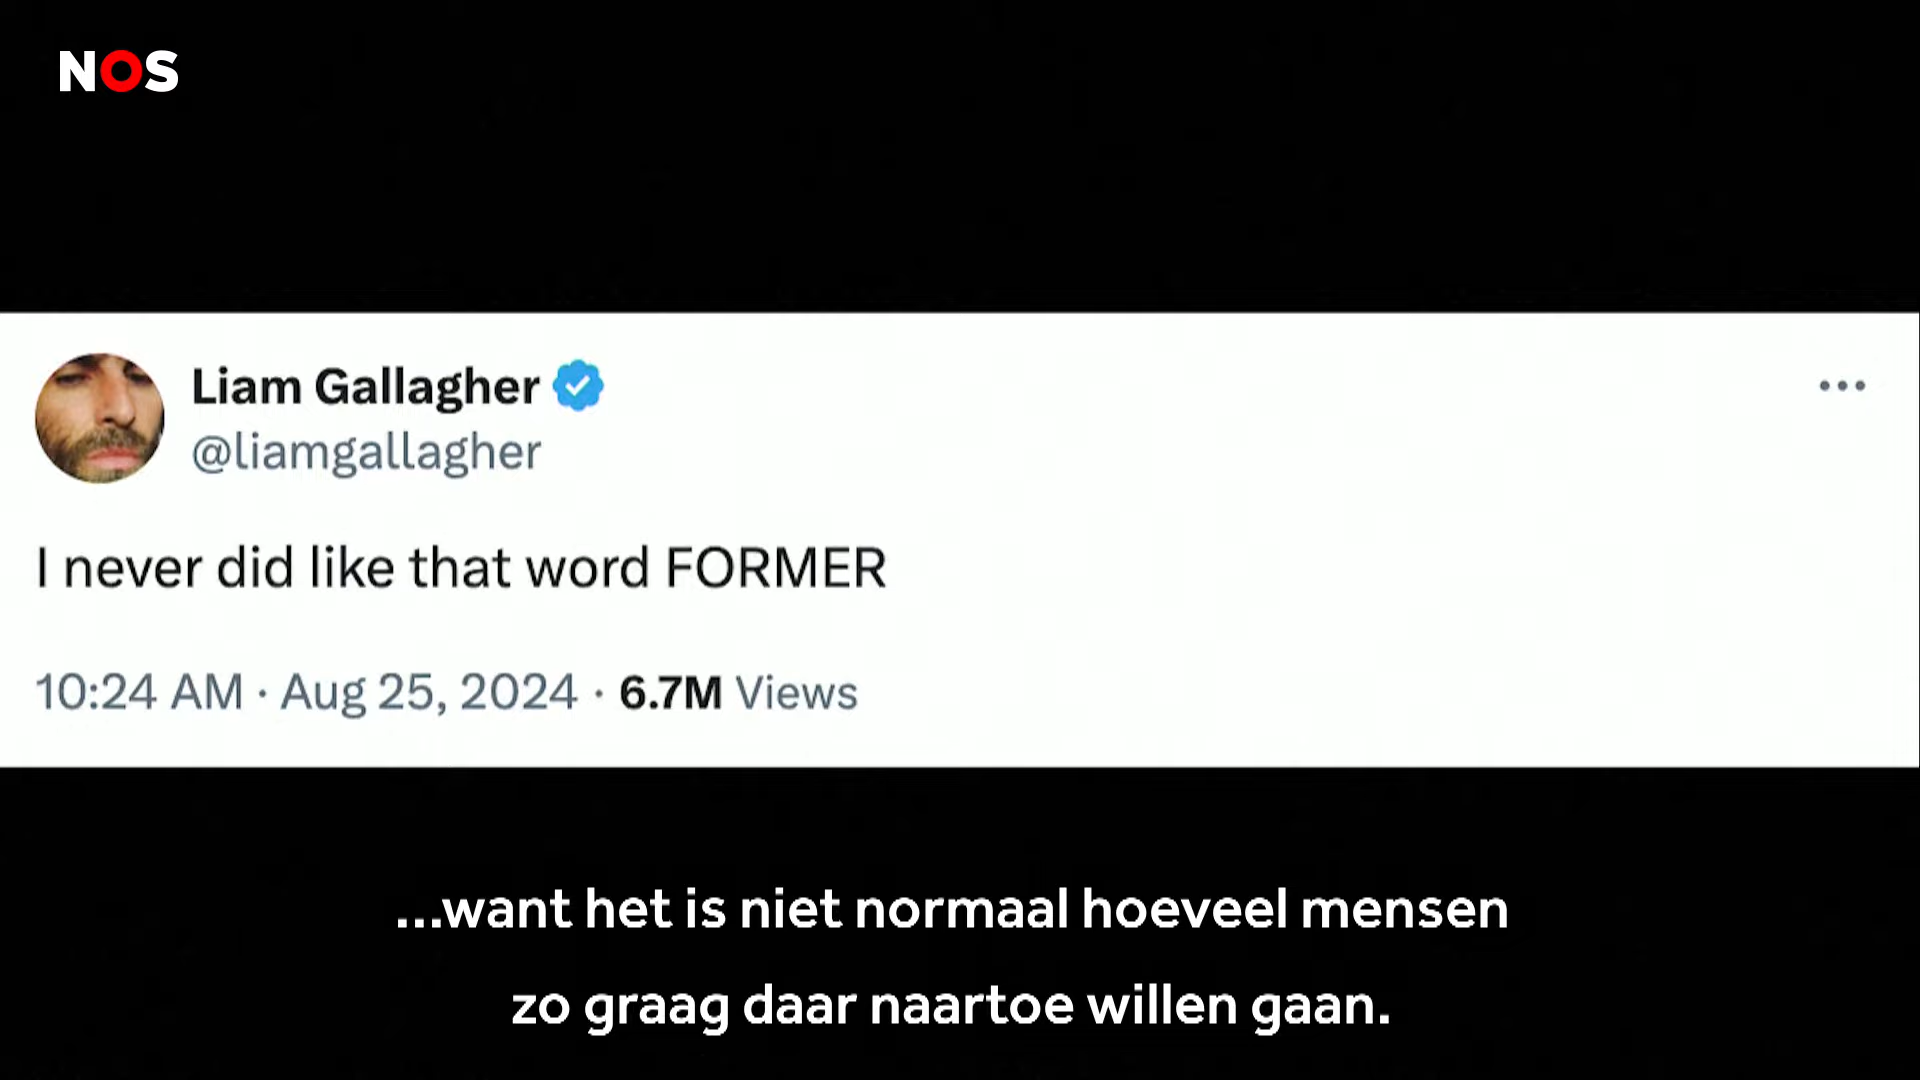 NOS
Liam Gallagher
@liamgallagher
I never did like that word FORMER
10:24 AM · Aug 25, 2024 · 6.7M Views
...want het is niet normaal hoeveel mensen
zo graag daar naartoe willen gaan.